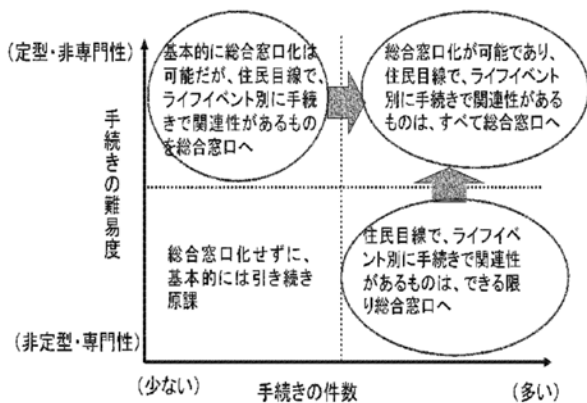 (定型・非専門性)
手続きの難易度
(非定型・専門性)
基本的に総合窓口化は
可能だが、住民目線で、
ライフイベント別に手続
きで関連性があるもの
を総合窓口へ
総合窓口化が可能であり、
住民目線で、ライフイベント
別に手続きで関連性がある
ものは、すべて総合窓口へ
総合窓口化せずに、
基本的には引き続き
原課
住民目線で、ライフイベ
ント別に手続きで関連性
があるものは、できる限
り総合窓口へ
(少ない)
手続きの件数
(多い)